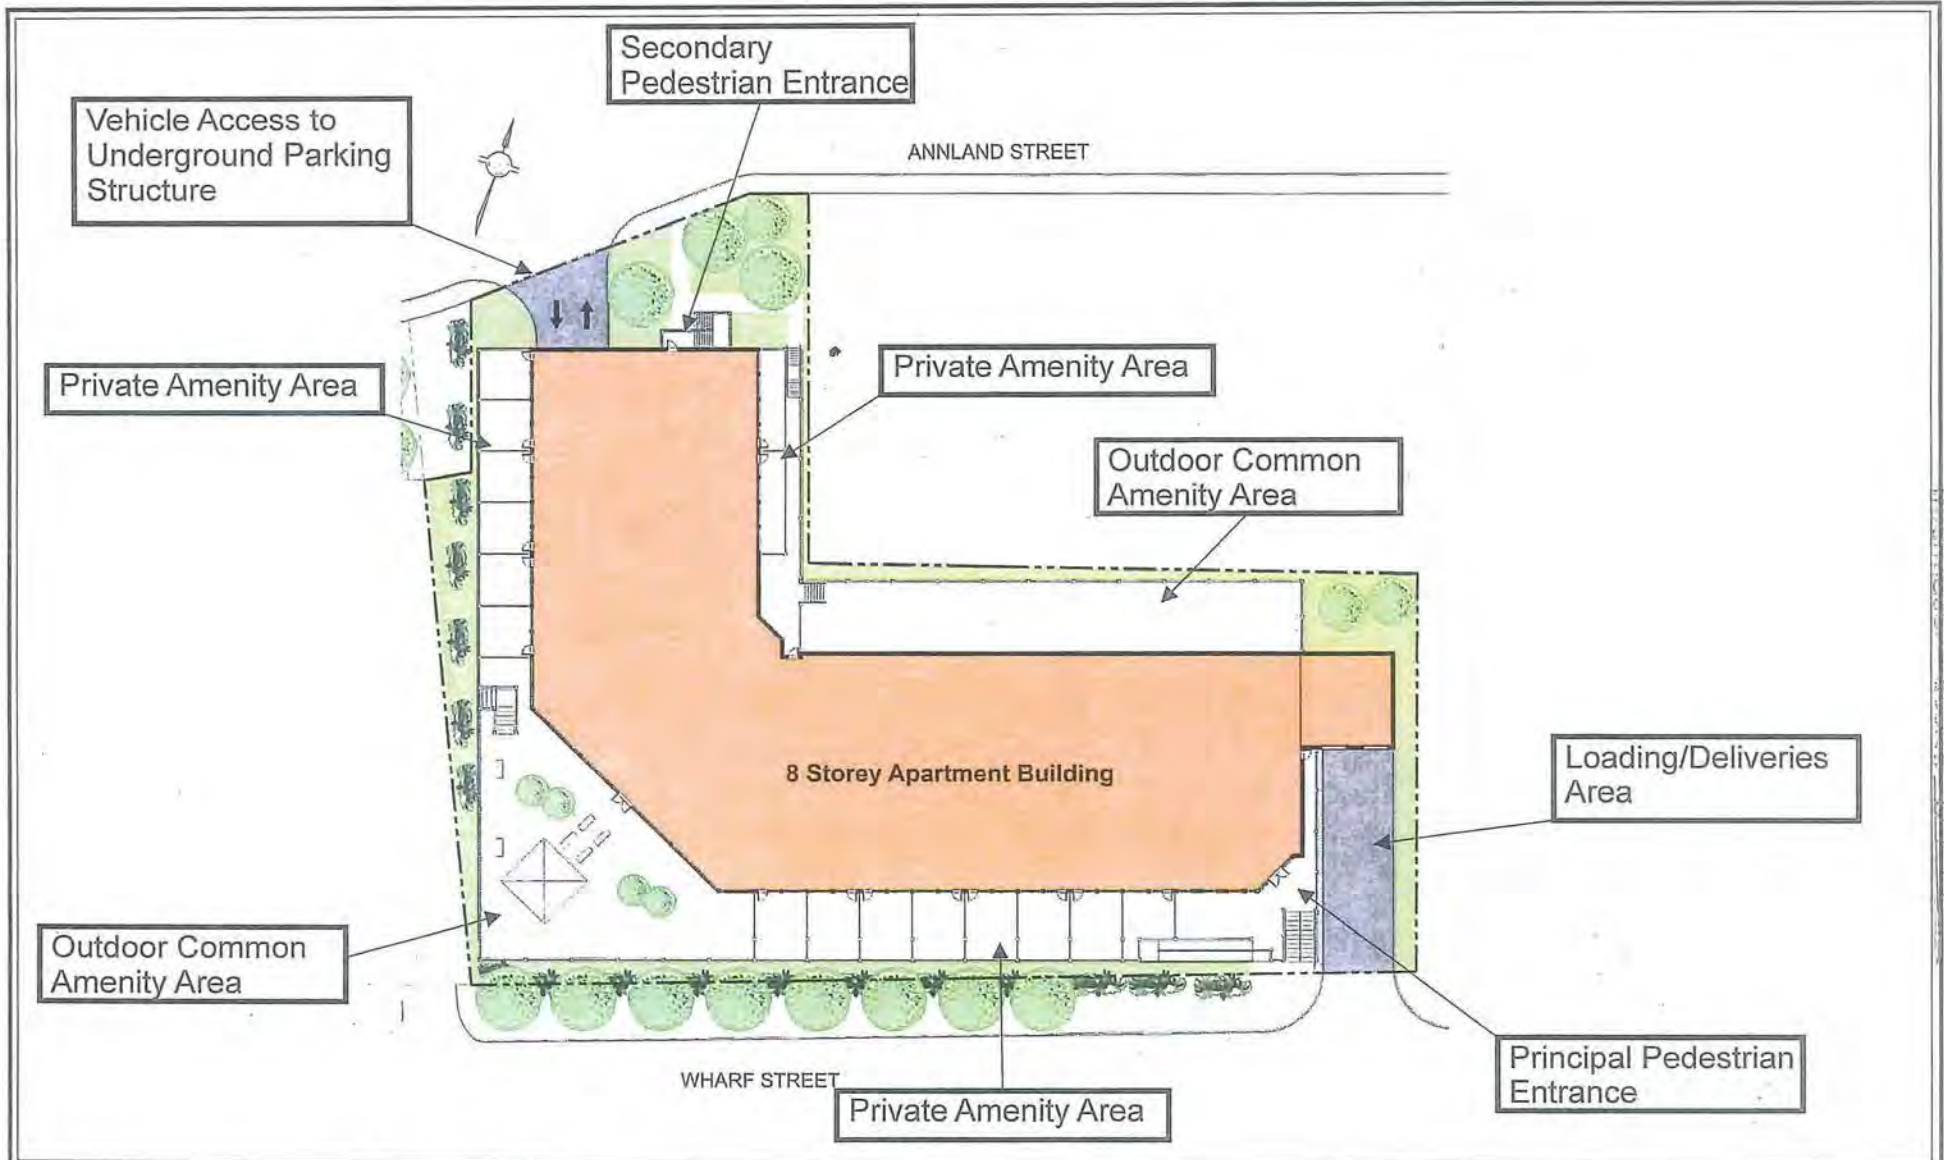 Secondary
Pedestrian Entrance
Vehicle Access to
Underground Parking
Structure
ANNLAND STREET
Private Amenity Area
Private Amenity Area
Outdoor Common
Amenity Area
8 Storey Apartment Building
Loading/Deliveries
Area
Outdoor Common
Amenity Area
Principal Pedestrian
Entrance
WHARF STREET
Private Amenity Area